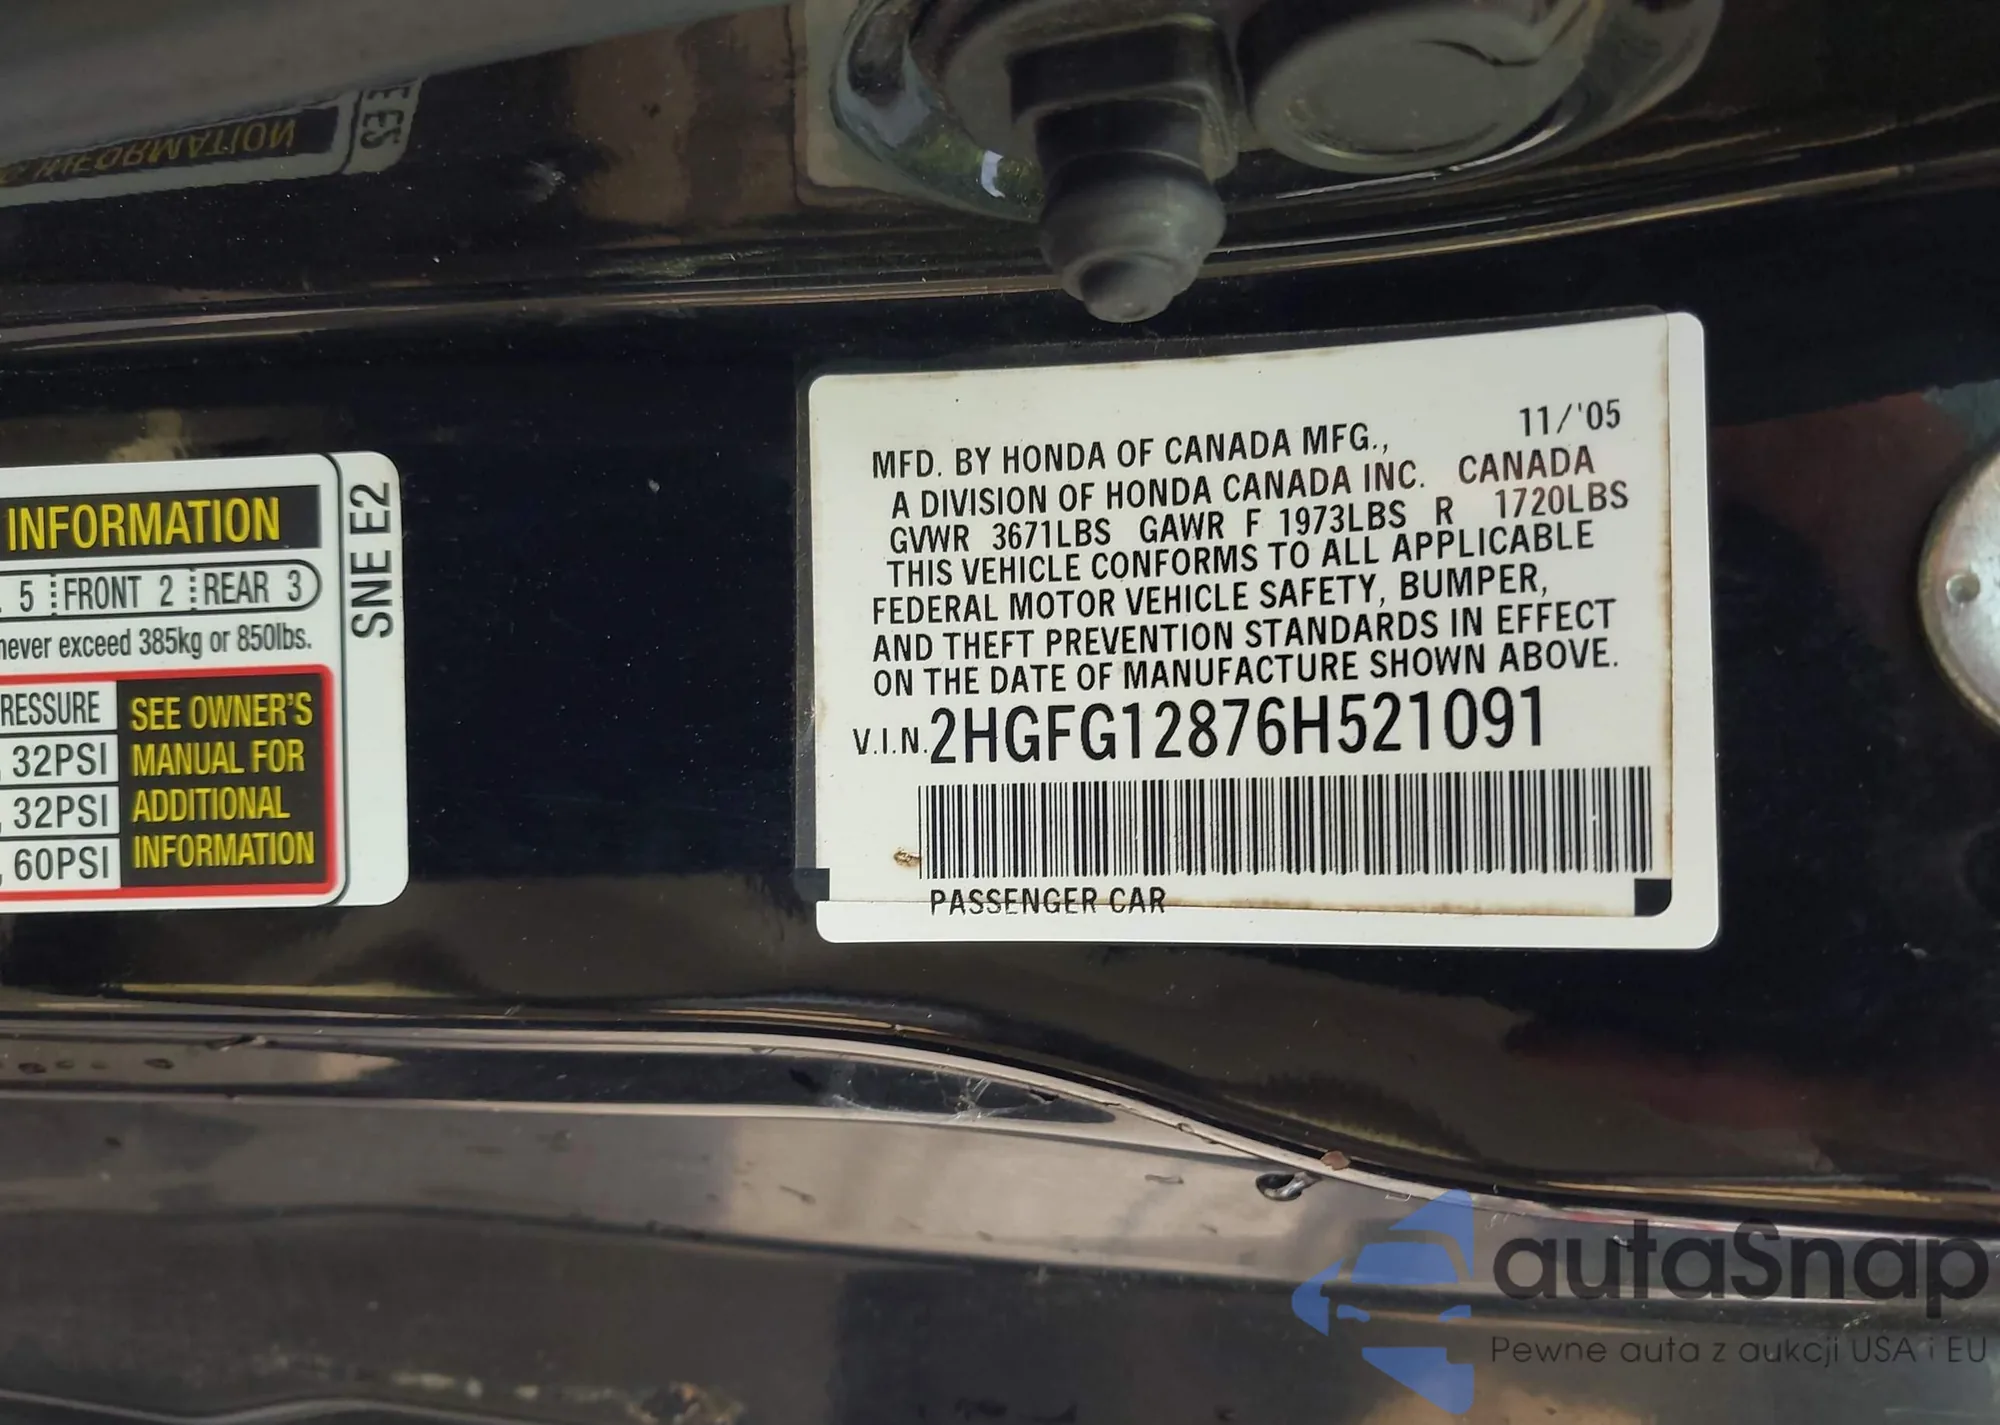 INFORMATION
EES
INFORMATION
5 FRONT 2 REAR 3
never exceed 385kg or 850lbs.
RESSURE
32PSI
32PSI
60PSI
SEE OWNER'S
MANUAL FOR
ADDITIONAL
INFORMATION
SNE E2
11/'05
MFD. BY HONDA OF CANADA MFG.,
A DIVISION OF HONDA CANADA INC. CANADA
GVWR 3671LBS GAWR F 1973LBS R 1720LBS
THIS VEHICLE CONFORMS TO ALL APPLICABLE
FEDERAL MOTOR VEHICLE SAFETY, BUMPER,
AND THEFT PREVENTION STANDARDS IN EFFECT
ON THE DATE OF MANUFACTURE SHOWN ABOVE.
V.I.N. 2HGFG12876H521091
PASSENGER CAR
autaSnap
Pewne auta z aukcji USA i EU